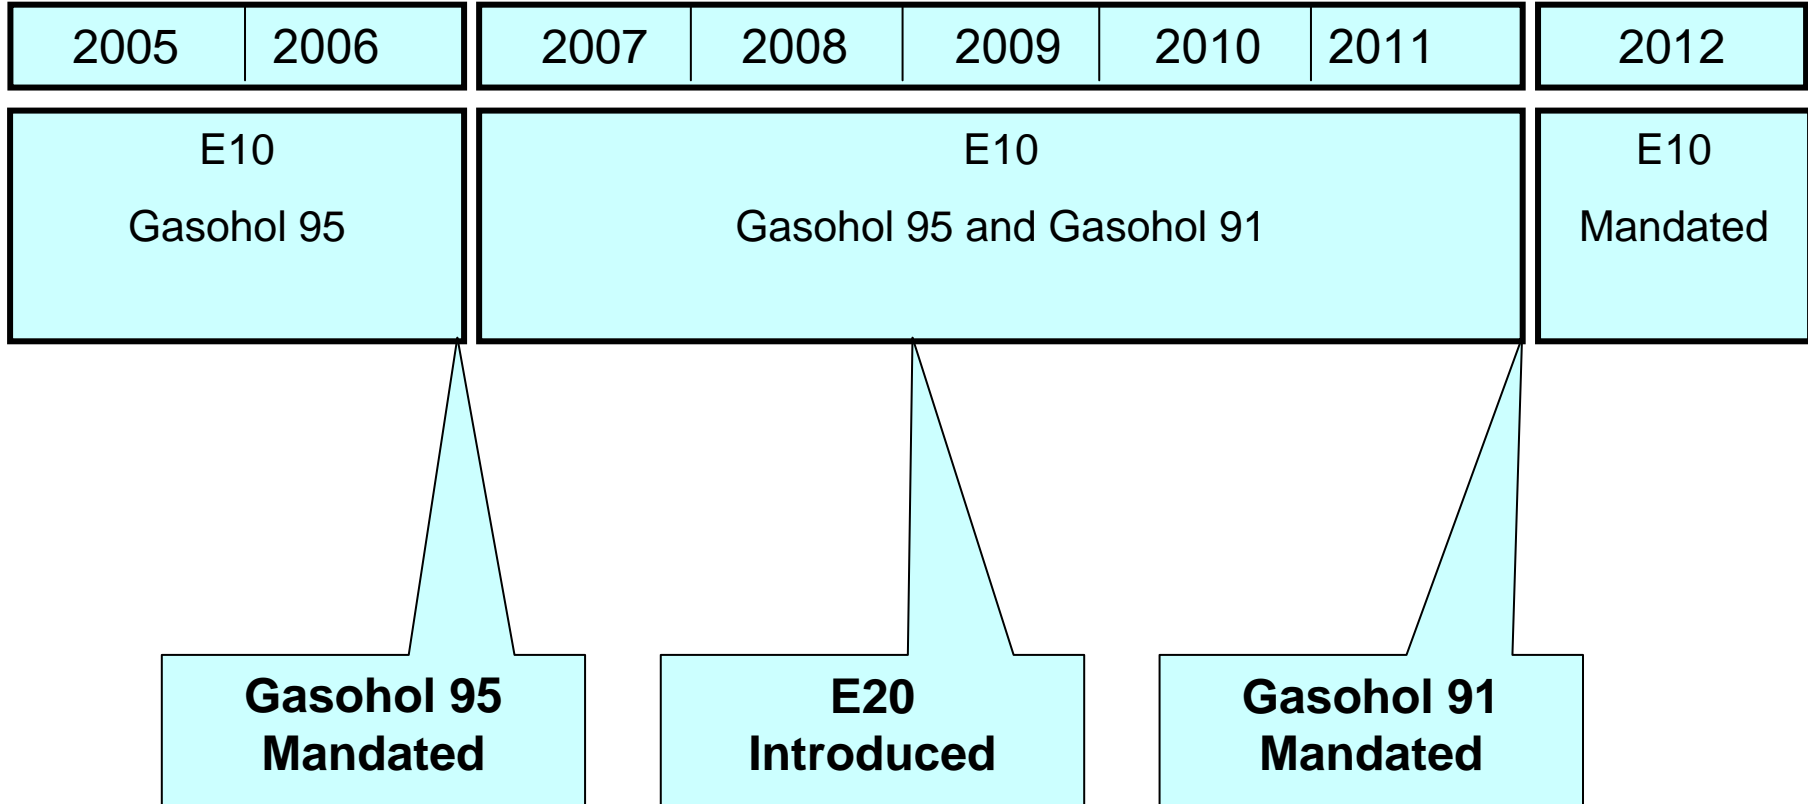 2005 2006 2007 2008 2009 2010 2011 2012
E10 E10 E10
Gasohol 95 Gasohol 95 and Gasohol 91 Mandated
Gasohol 95 E20 Gasohol 91
Mandated Introduced Mandated